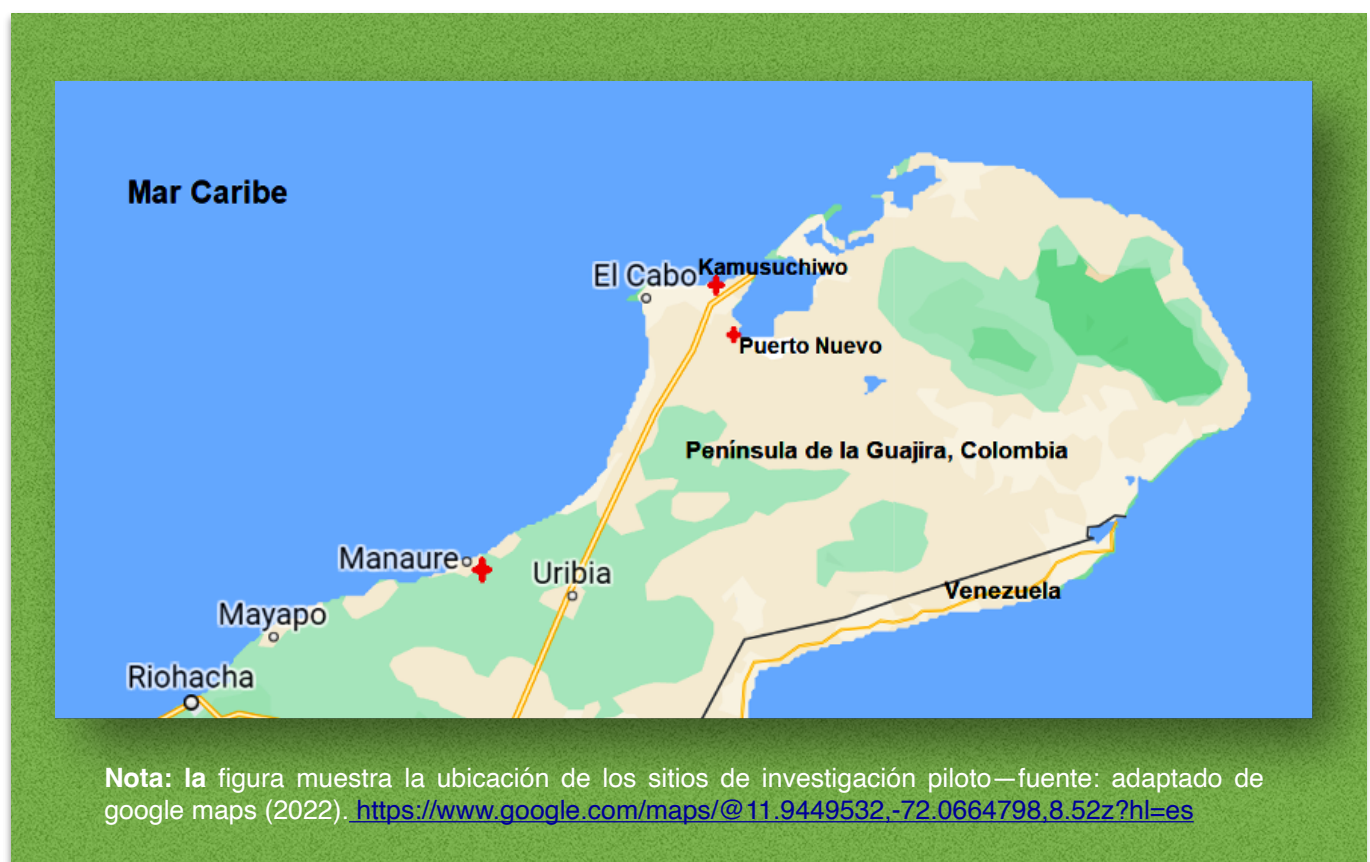 Mar Caribe
El Cabo
Kamusuchiwo
Puerto Nuevo
Península de la Guajira, Colombia
Manaure
Uribia
Venezuela
Mayapo
Riohacha
Nota: la figura muestra la ubicación de los sitios de investigación piloto—fuente: adaptado de
google maps (2022). https://www.google.com/maps/@11.9449532,-72.0664798,8.52z?hl=es